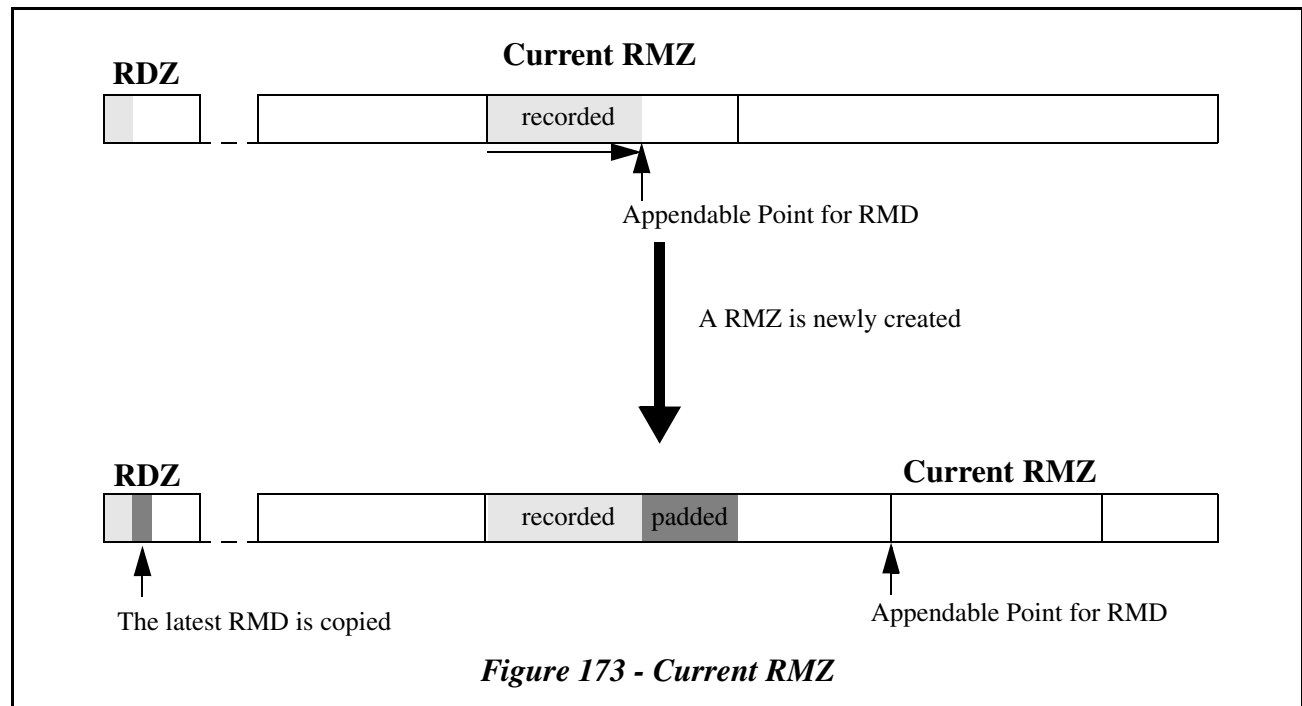 Current RMZ
RDZ
recorded
Appendable Point for RMD
A RMZ is newly created
Current RMZ
RDZ
recorded padded
Appendable Point for RMD
The latest RMD is copied
Figure 173 - Current RMZ